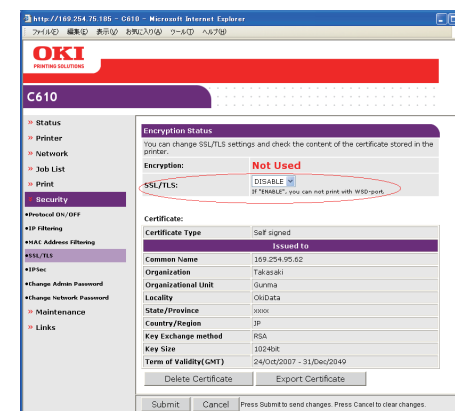 http://169.254.75.185 - C610 - Microsoft Internet Explorer
ファイル(F) 編集(E) 表示(V) お気に入り(A) ツール(T) ヘルプ(H)
OKI
PRINTING SOLUTIONS
C610
» Status
» Printer
» Network
» Job List
» Print
» Security
•Protocol ON/OFF
•IP Filtering
•MAC Address Filtering
•SSL/TLS
•IPSec
•Change Admin Password
•Change Network Password
» Maintenance
» Links
Encryption Status
You can change SSL/TLS settings and check the content of the certificate stored in the
printer.
Encryption: Not Used
SSL/TLS: DISABLE
If "ENABLE", you can not print with WSD-port.
Certificate:
Certificate Type Self signed
Issued to
Common Name 169.254.95.62
Organization Takasaki
Organizational Unit Gunma
Locality OkiData
State/Province xxxx
Country/Region JP
Key Exchange method RSA
Key Size 1024bit
Term of Validity(GMT) 24/Oct/2007 - 31/Dec/2049
Delete Certificate Export Certificate
Submit Cancel Press Submit to send changes. Press Cancel to clear changes.